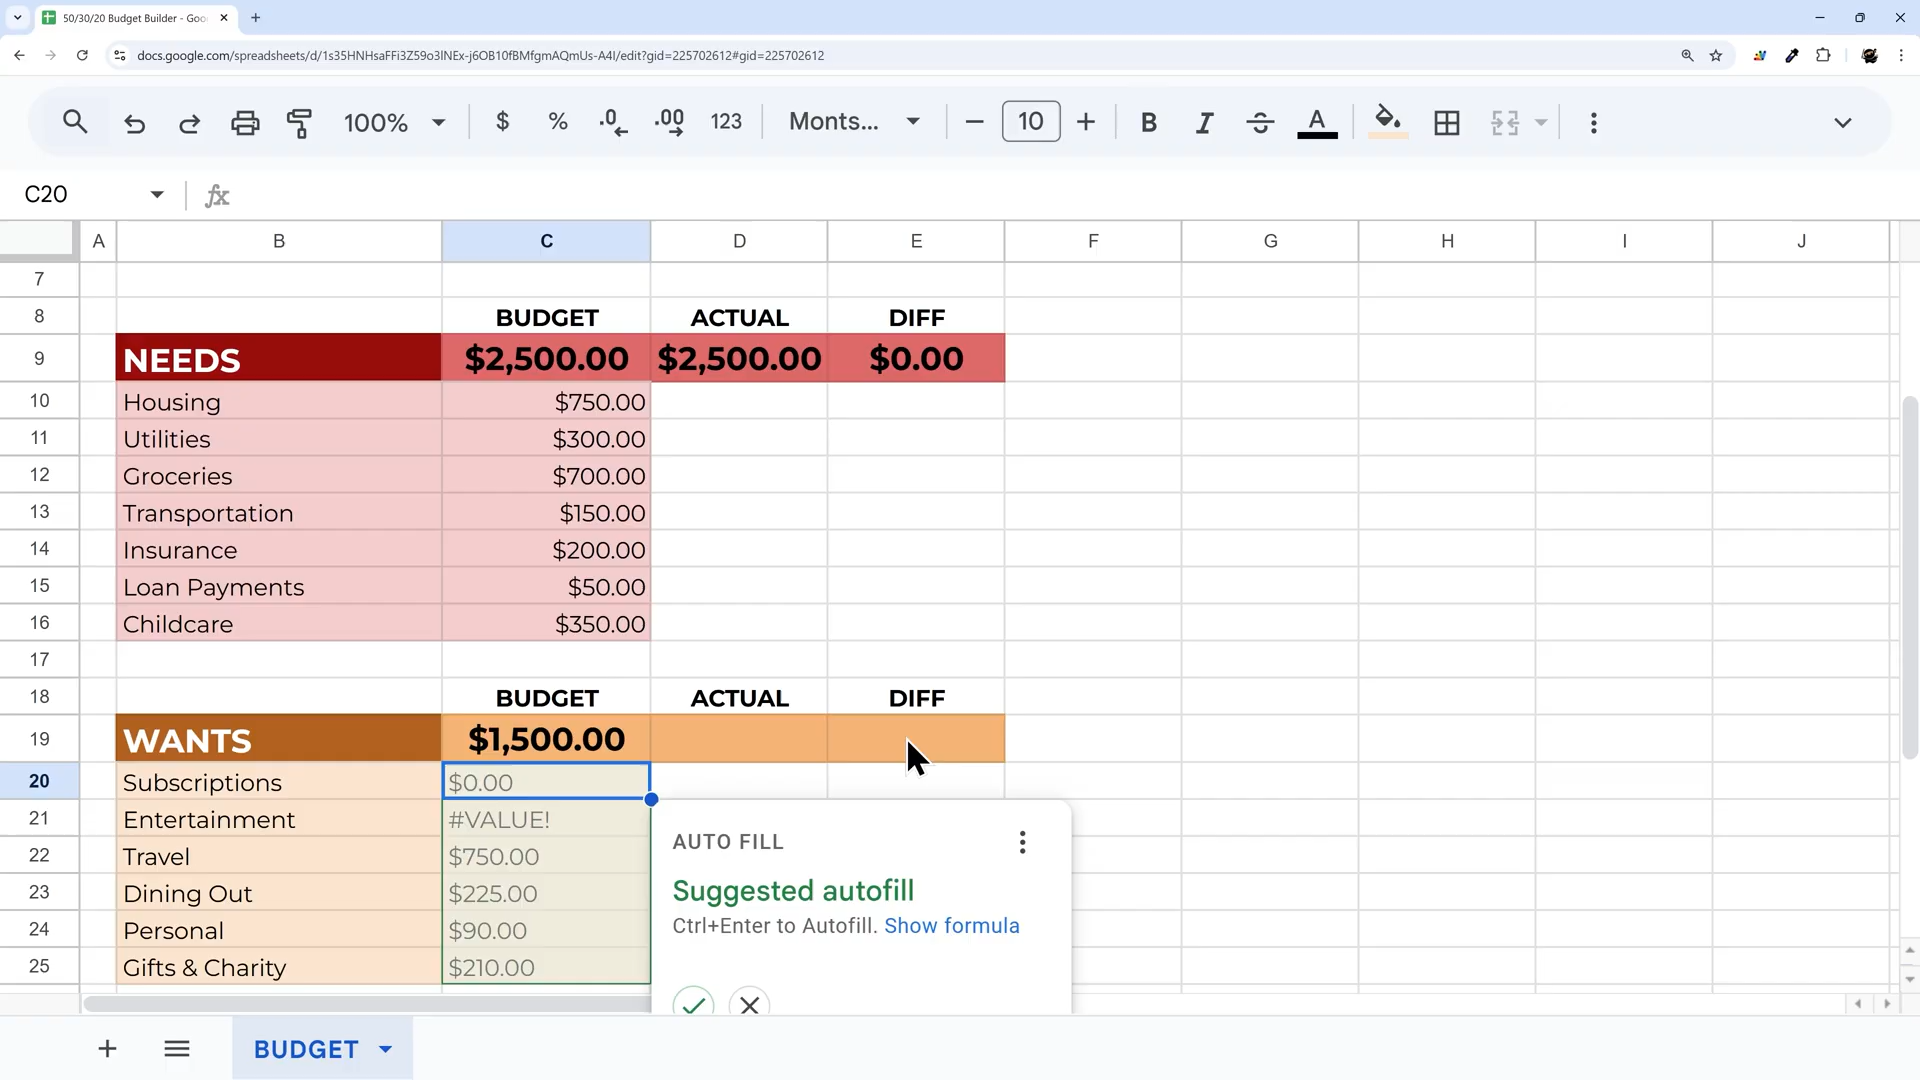 50/30/20 Budget Builder - Goo
docs.google.com/spreadsheets/d/1s35HNHsaFFi3Z59o3lNEx-j6OB10fBMfgmAQmUs-A4I/edit?gid=225702612#gid=225702612
100% $ % .0 .00 123 Monts... 10 B I A
C20 fx
A B C D E F G H I J
7
8 BUDGET ACTUAL DIFF
9 NEEDS $2,500.00 $2,500.00 $0.00
10 Housing $750.00
11 Utilities $300.00
12 Groceries $700.00
13 Transportation $150.00
14 Insurance $200.00
15 Loan Payments $50.00
16 Childcare $350.00
17
18 BUDGET ACTUAL DIFF
19 WANTS $1,500.00
20 Subscriptions $0.00
21 Entertainment #VALUE!
AUTO FILL
22 Travel $750.00
23 Dining Out $225.00
Suggested autofill
24 Personal $90.00
Ctrl+Enter to Autofill. Show formula
25 Gifts & Charity $210.00
BUDGET